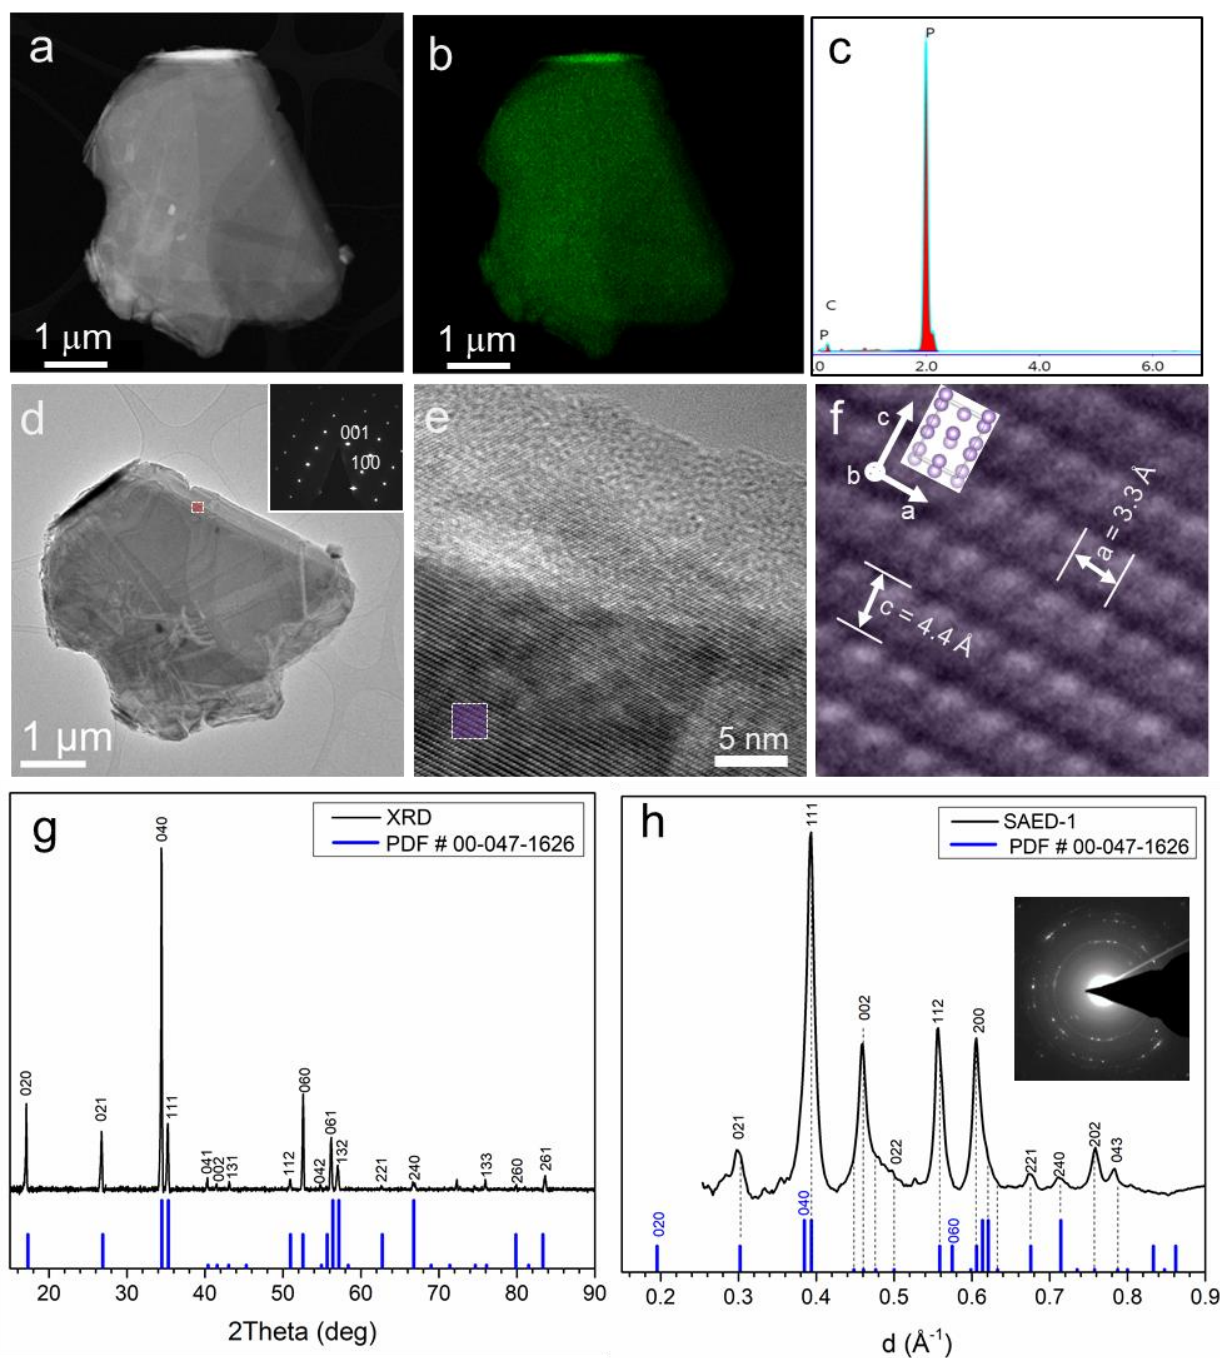 a
1 μm
b
1 μm
c
P
C
P
.0
2.0
4.0
6.0
d
001
100
1 μm
e
5 nm
f
c
b
a
a = 3.3 Å
c = 4.4 Å
g
XRD
PDF # 00-047-1626
020
021
040
111
041
002
131
112
060
042
061
132
221
240
133
260
261
20
30
40
50
60
70
80
90
2Theta (deg)
h
SAED-1
PDF # 00-047-1626
021
111
002
022
112
200
221
240
202
043
020
040
060
0.2
0.3
0.4
0.5
0.6
0.7
0.8
0.9
d (Å⁻¹)